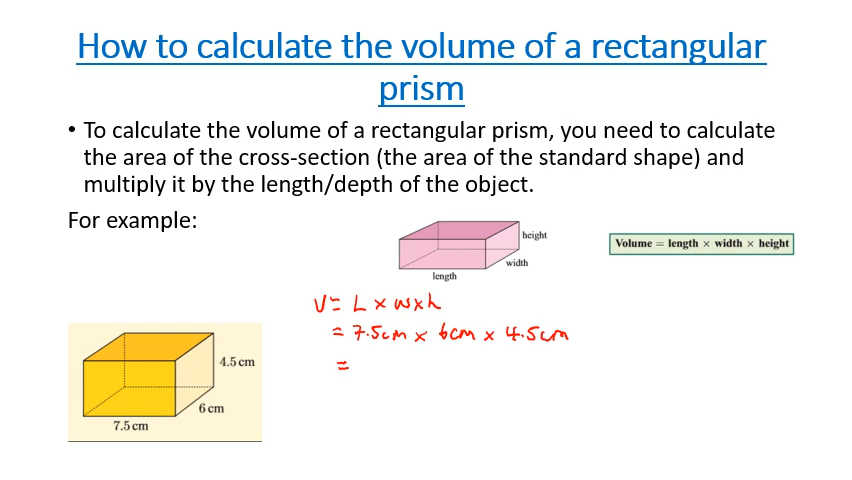 How to calculate the volume of a rectangular
prism
• To calculate the volume of a rectangular prism, you need to calculate
the area of the cross-section (the area of the standard shape) and
multiply it by the length/depth of the object.
For example:
height
width
length
Volume = length × width × height
V = L × w × h
= 7.5cm × 6cm × 4.5cm
=
4.5 cm
6 cm
7.5 cm